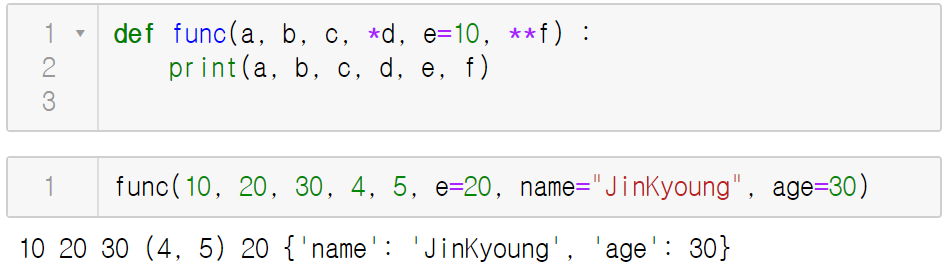 1 def func(a, b, c, *d, e=10, **f) :
2     print(a, b, c, d, e, f)
3
1 func(10, 20, 30, 4, 5, e=20, name="JinKyoung", age=30)
10 20 30 (4, 5) 20 {'name': 'JinKyoung', 'age': 30}